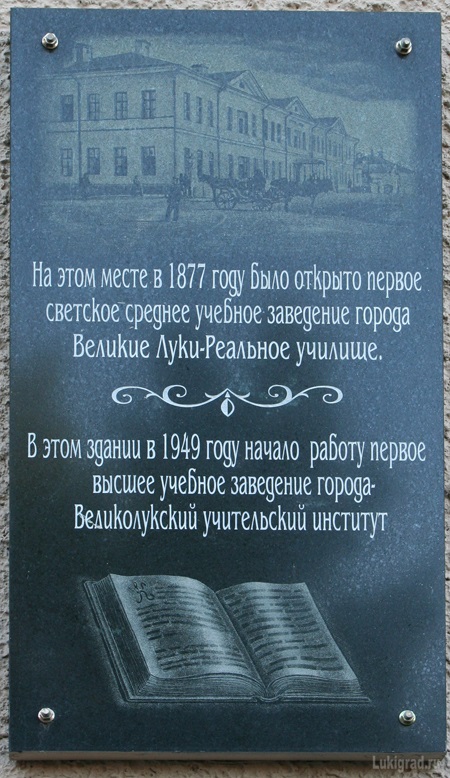 На этом месте в 1877 году было открыто первое
светское среднее учебное заведение города
Великие Луки-Реальное училище.
В этом здании в 1949 году начало работу первое
высшее учебное заведение города-
Великолукский учительский институт
Lukigrad.ru